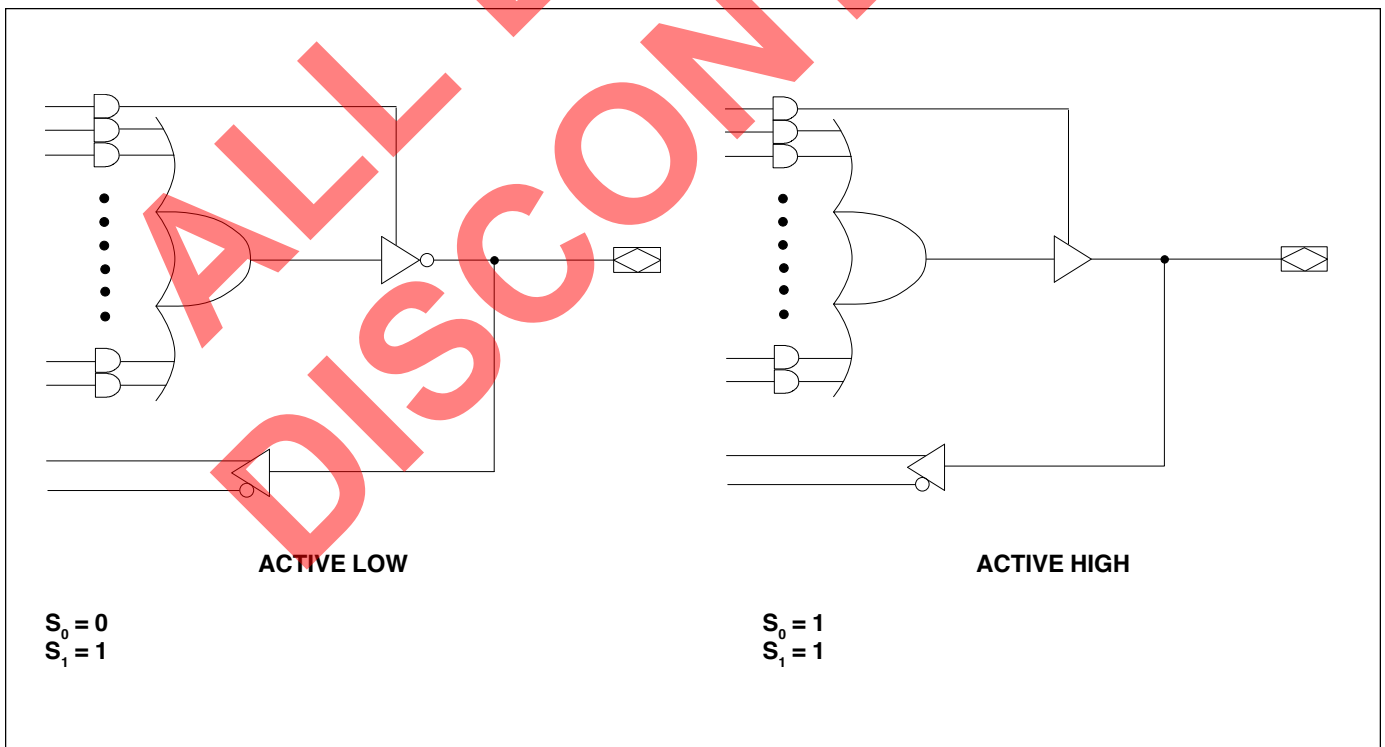 ALL
DISCON
ACTIVE LOW
ACTIVE HIGH
S₀ = 0
S₁ = 1
S₀ = 1
S₁ = 1